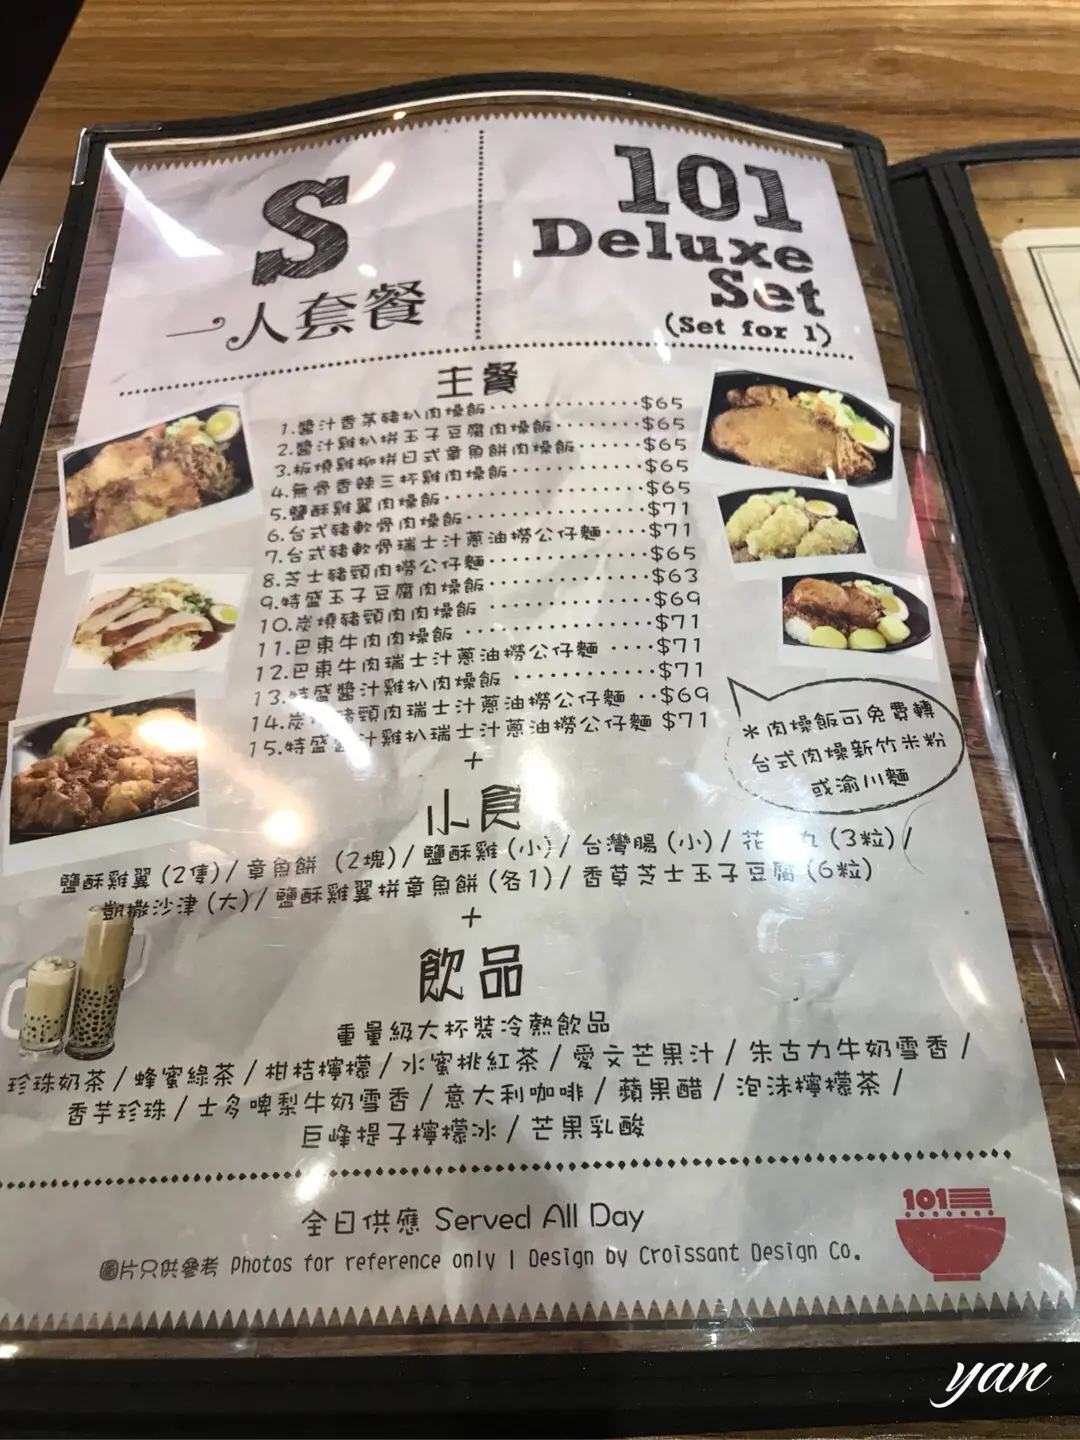 S
一人套餐
101
Deluxe
Set
(Set for 1)
主餐
1.醬汁香茅豬扒肉燥飯··············$65
2.醬汁雞扒拼玉子豆腐肉燥飯·······$65
3.板燒雞柳拼日式章魚餅肉燥飯·····$65
4.無骨香辣三杯雞肉燥飯···········$65
5.鹽酥雞翼肉燥飯·················$65
6.台式豬軟骨肉燥飯···············$71
7.台式豬軟骨瑞士汁蔥油撈公仔麵····$71
8.芝士豬頸肉撈公仔麵·············$65
9.特盛玉子豆腐肉燥飯·············$63
10.炭燒豬頸肉肉燥飯··············$69
11.巴東牛肉肉燥飯················$71
12.巴東牛肉瑞士汁蔥油撈公仔麵····$71
13.特盛醬汁雞扒肉燥飯············$71
14.炭 豬頸肉瑞士汁蔥油撈公仔麵··$69
15.特盛 汁雞扒瑞士汁蔥油撈公仔麵 $71
*肉燥飯可免費轉
台式肉燥新竹米粉
或渝川麵
+
小食
鹽酥雞翼 (2隻) / 章魚餅 (2塊) / 鹽酥雞 (小) / 台灣腸 (小) / 花 丸 (3粒) /
凱撒沙津 (大) / 鹽酥雞翼拼章魚餅 (各1) / 香草芝士玉子豆腐 (6粒)
+
飲品
重量級大杯裝冷熱飲品
珍珠奶茶 / 蜂蜜綠茶 / 柑桔檸檬 / 水蜜桃紅茶 / 愛文芒果汁 / 朱古力牛奶雪香 /
香芋珍珠 / 士多啤梨牛奶雪香 / 意大利咖啡 / 蘋果醋 / 泡沫檸檬茶 /
巨峰提子檸檬冰 / 芒果乳酸
全日供應 Served All Day
圖片只供參考 Photos for reference only | Design by Croissant Design Co.
101
yan